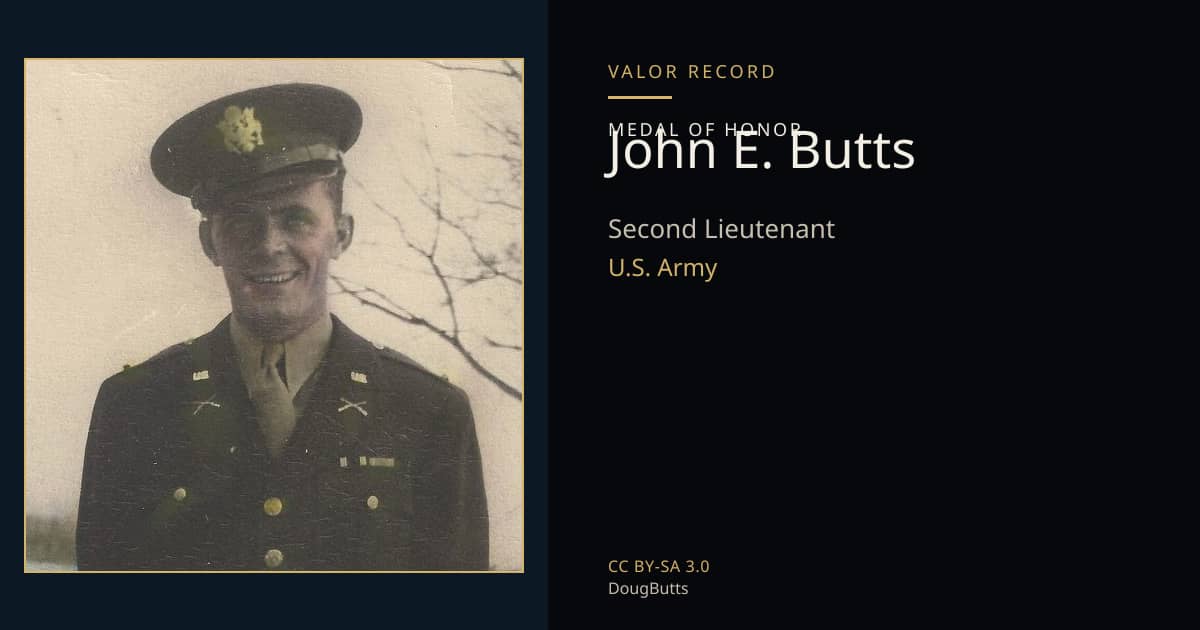 VALOR RECORD
MEDAL OF HONOR
John E. Butts
Second Lieutenant
U.S. Army
CC BY-SA 3.0
DougButts